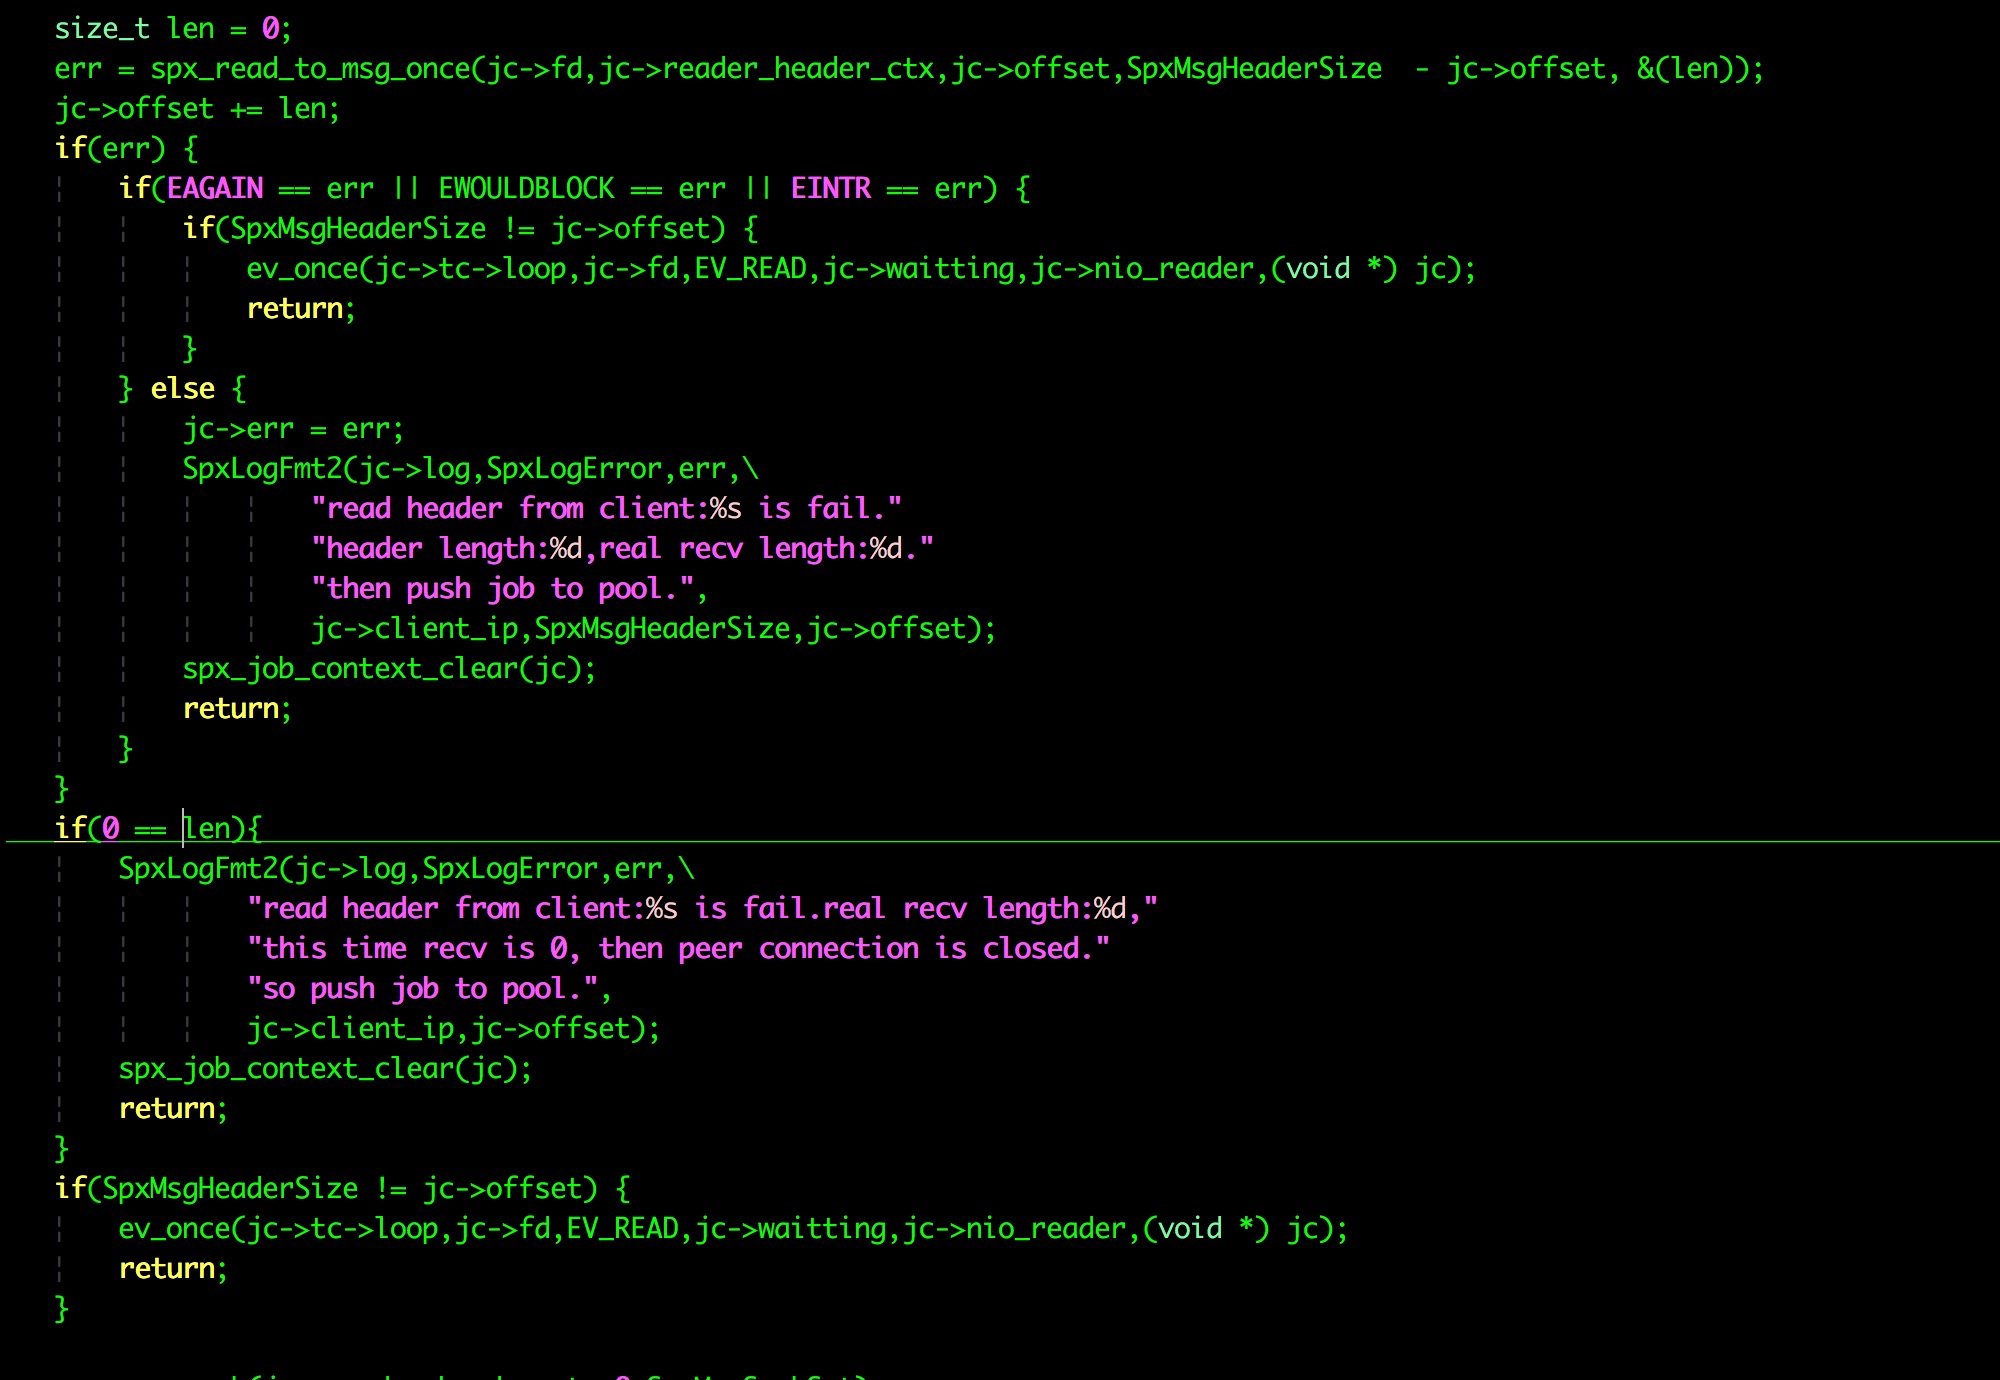 size_t len = 0;
err = spx_read_to_msg_once(jc->fd,jc->reader_header_ctx,jc->offset,SpxMsgHeaderSize  - jc->offset, &(len));
jc->offset += len;
if(err) {
    if(EAGAIN == err || EWOULDBLOCK == err || EINTR == err) {
        if(SpxMsgHeaderSize != jc->offset) {
            ev_once(jc->tc->loop,jc->fd,EV_READ,jc->waitting,jc->nio_reader,(void *) jc);
            return;
        }
    } else {
        jc->err = err;
        SpxLogFmt2(jc->log,SpxLogError,err,\
                "read header from client:%s is fail."
                "header length:%d,real recv length:%d."
                "then push job to pool.",
                jc->client_ip,SpxMsgHeaderSize,jc->offset);
        spx_job_context_clear(jc);
        return;
    }
}
if(0 == len){
    SpxLogFmt2(jc->log,SpxLogError,err,\
            "read header from client:%s is fail.real recv length:%d,"
            "this time recv is 0, then peer connection is closed."
            "so push job to pool.",
            jc->client_ip,jc->offset);
    spx_job_context_clear(jc);
    return;
}
if(SpxMsgHeaderSize != jc->offset) {
    ev_once(jc->tc->loop,jc->fd,EV_READ,jc->waitting,jc->nio_reader,(void *) jc);
    return;
}